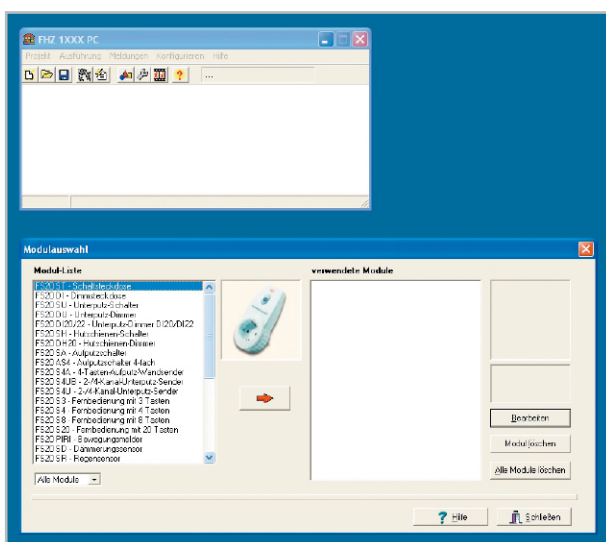 FHZ 1XXX PC
Projekt Ausführung Meldungen Konfigurieren Hilfe
...
Modulauswahl
Modul-Liste
verwendete Module
FS20 ST - Schaltsteckdose
FS20 DI - Dimmsteckdose
FS20 SU - Unterputz-Schalter
FS20 DU - Unterputz-Dimmer
FS20 DI20/22 - Unterputz-Dimmer DI20/DI22
FS20 SH - Hutschienen-Schalter
FS20 DH20 - Hutschienen-Dimmer
FS20 SA - Aufputzschalter
FS20 AS4 - Aufputzschalter 4-fach
FS20 S4A - 4-Tasten-Aufputz-Wandsender
FS20 S4UB - 2-/4-Kanal-Unterputz-Sender
FS20 S4U - 2-/4-Kanal-Unterputz-Sender
FS20 S3 - Fernbedienung mit 3 Tasten
FS20 S4 - Fernbedienung mit 4 Tasten
FS20 S8 - Fernbedienung mit 8 Tasten
FS20 S20 - Fernbedienung mit 20 Tasten
FS20 PIRI - Bewegungsmelder
FS20 SD - Dämmerungssensor
FS20 SR - Regensensor
Alle Module
Bearbeiten
Modul löschen
Alle Module löschen
? Hilfe
Schließen